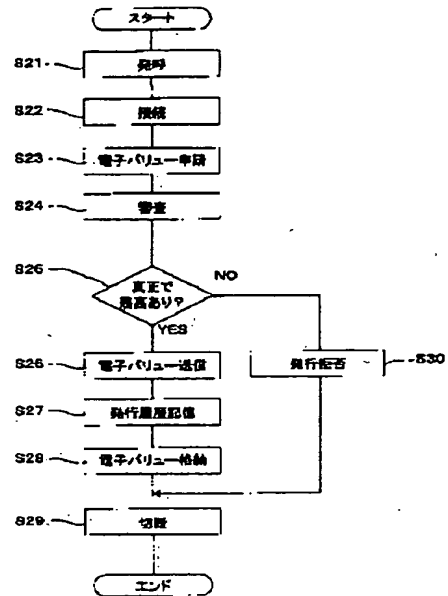 スタート
S21
発呼
S22
接続
S23
電子バリュー申請
S24
審査
S26
真正で
残高あり?
NO
YES
S26
電子バリュー送信
S30
発行拒否
S27
発行履歴記憶
S28
電子バリュー格納
S29
切断
エンド